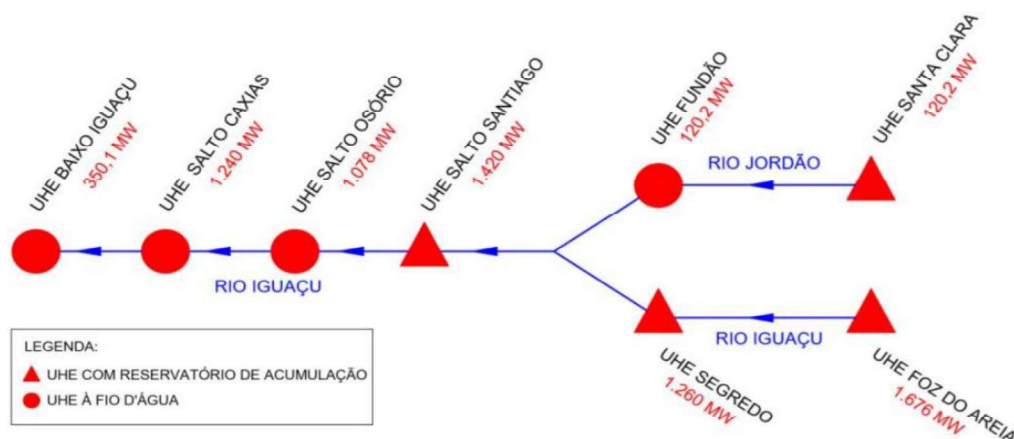 UHE BAIXO IGUAÇU
350,1 MW
UHE SALTO CAXIAS
1.240 MW
UHE SALTO OSÓRIO
1.078 MW
UHE SALTO SANTIAGO
1.420 MW
UHE FUNDÃO
120,2 MW
UHE SANTA CLARA
120,2 MW
RIO JORDÃO
RIO IGUAÇU
RIO IGUAÇU
UHE SEGREDO
1.260 MW
UHE FOZ DO AREIA
1.676 MW
LEGENDA:
UHE COM RESERVATÓRIO DE ACUMULAÇÃO
UHE À FIO D'ÁGUA